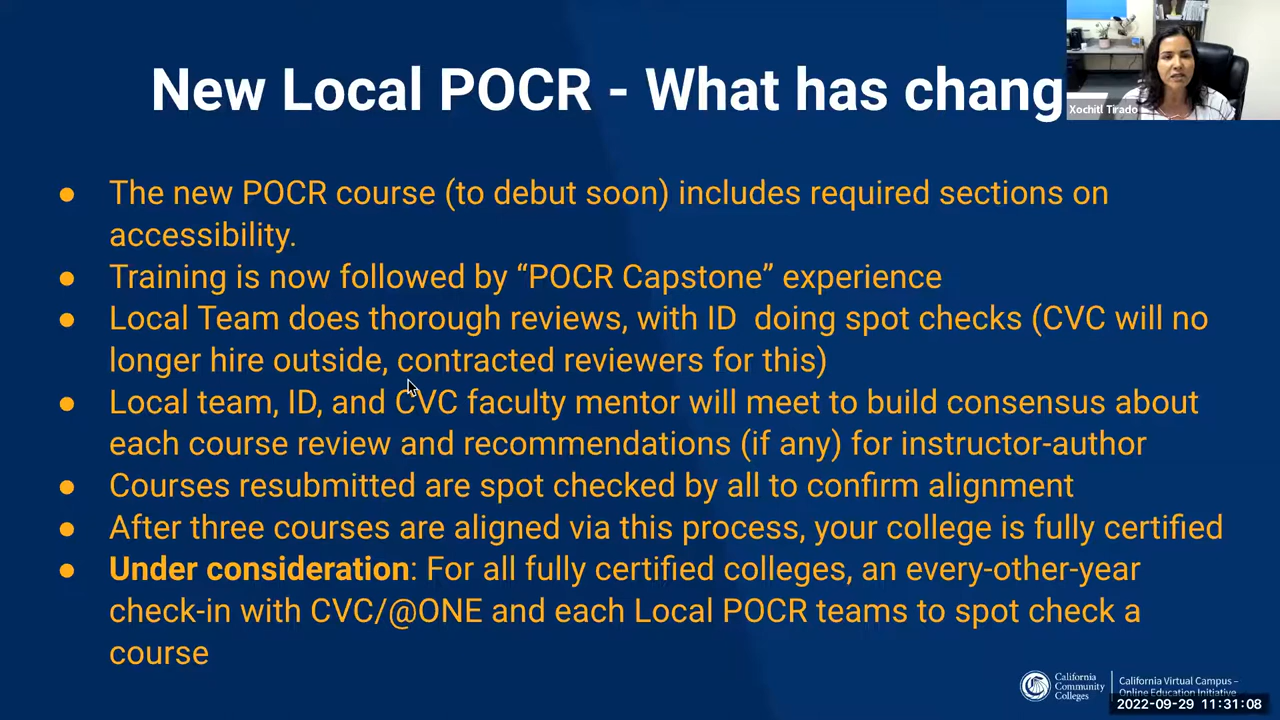 New Local POCR - What has chang
Xochitl Tirado
● The new POCR course (to debut soon) includes required sections on
accessibility.
● Training is now followed by “POCR Capstone” experience
● Local Team does thorough reviews, with ID  doing spot checks (CVC will no
longer hire outside, contracted reviewers for this)
● Local team, ID, and CVC faculty mentor will meet to build consensus about
each course review and recommendations (if any) for instructor-author
● Courses resubmitted are spot checked by all to confirm alignment
● After three courses are aligned via this process, your college is fully certified
● Under consideration: For all fully certified colleges, an every-other-year
check-in with CVC/@ONE and each Local POCR teams to spot check a
course
California
Community
Colleges
California Virtual Campus –
Online Education Initiative
2022-09-29 11:31:08